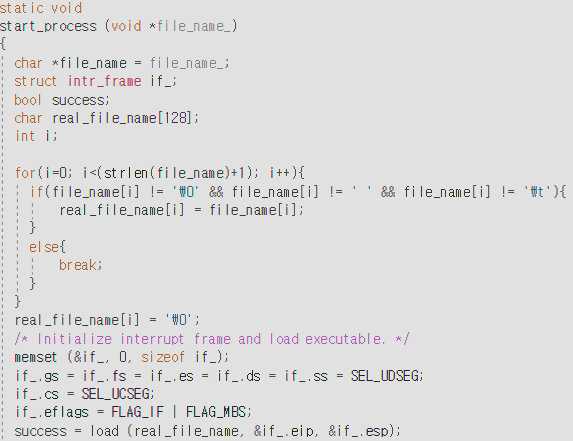 static void
start_process (void *file_name_)
{
  char *file_name = file_name_;
  struct intr_frame if_;
  bool success;
  char real_file_name[128];
  int i;

  for(i=0; i<(strlen(file_name)+1); i++){
    if(file_name[i] != '₩0' && file_name[i] != ' ' && file_name[i] != '₩t'){
        real_file_name[i] = file_name[i];
    }
    else{
        break;
    }
  }
  real_file_name[i] = '₩0';
  /* Initialize interrupt frame and load executable. */
  memset (&if_, 0, sizeof if_);
  if_.gs = if_.fs = if_.es = if_.ds = if_.ss = SEL_UDSEG;
  if_.cs = SEL_UCSEG;
  if_.eflags = FLAG_IF | FLAG_MBS;
  success = load (real_file_name, &if_.eip, &if_.esp);